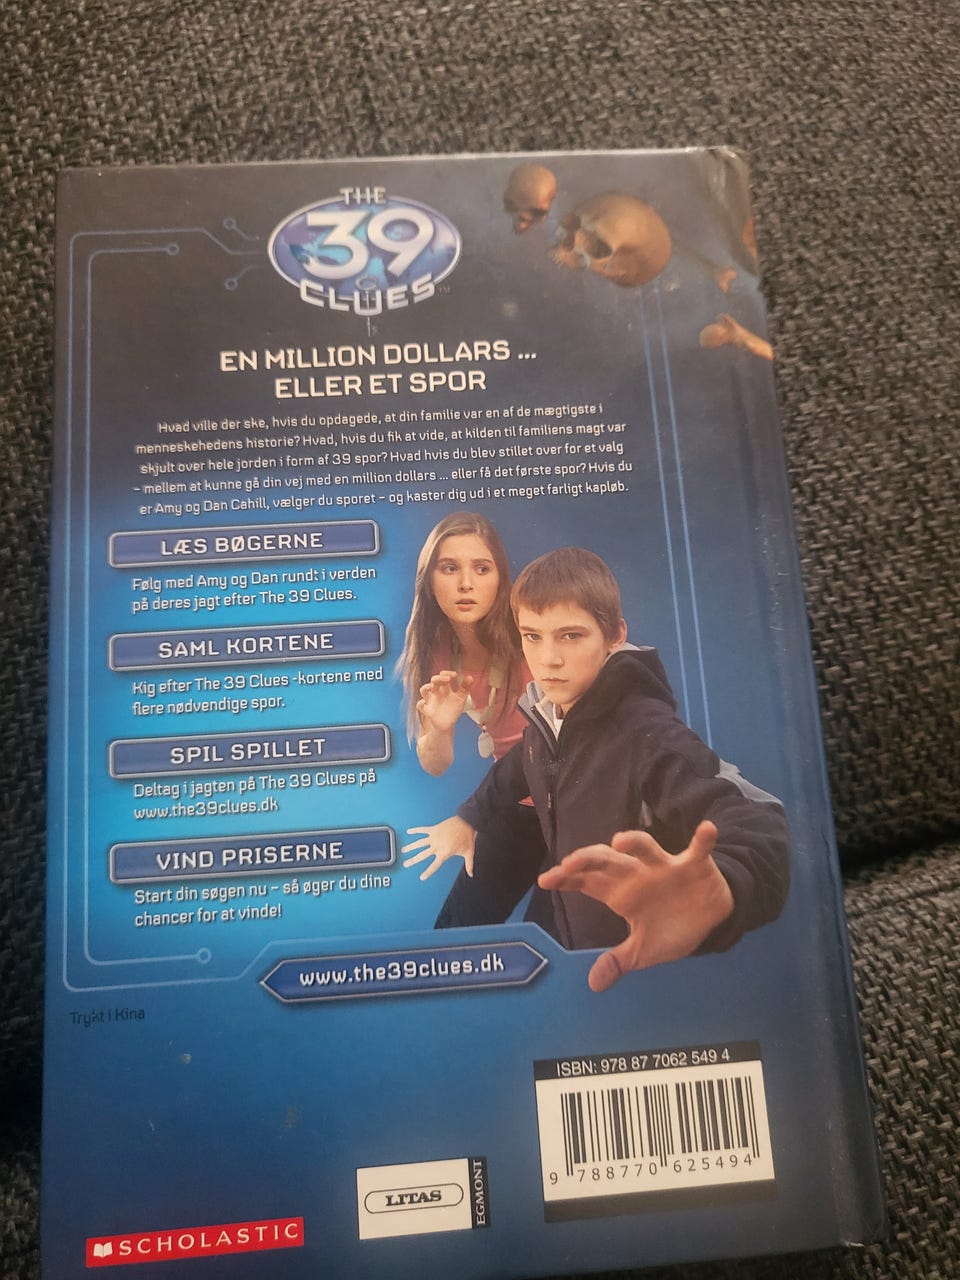 THE
39
CLUES™
EN MILLION DOLLARS ...
ELLER ET SPOR
Hvad ville der ske, hvis du opdagede, at din familie var en af de mægtigste i
menneskehedens historie? Hvad, hvis du fik at vide, at kilden til familiens magt var
skjult over hele jorden i form af 39 spor? Hvad hvis du blev stillet over for et valg
– mellem at kunne gå din vej med en million dollars ... eller få det første spor? Hvis du
er Amy og Dan Cahill, vælger du sporet – og kaster dig ud i et meget farligt kapløb.
LÆS BØGERNE
Følg med Amy og Dan rundt i verden
på deres jagt efter The 39 Clues.
SAML KORTENE
Kig efter The 39 Clues -kortene med
flere nødvendige spor.
SPIL SPILLET
Deltag i jagten på The 39 Clues på
www.the39clues.dk
VIND PRISERNE
Start din søgen nu – så øger du dine
chancer for at vinde!
www.the39clues.dk
Trykt i Kina
ISBN: 978 87 7062 549 4
9 788770 625494
LITAS
EGMONT
SCHOLASTIC